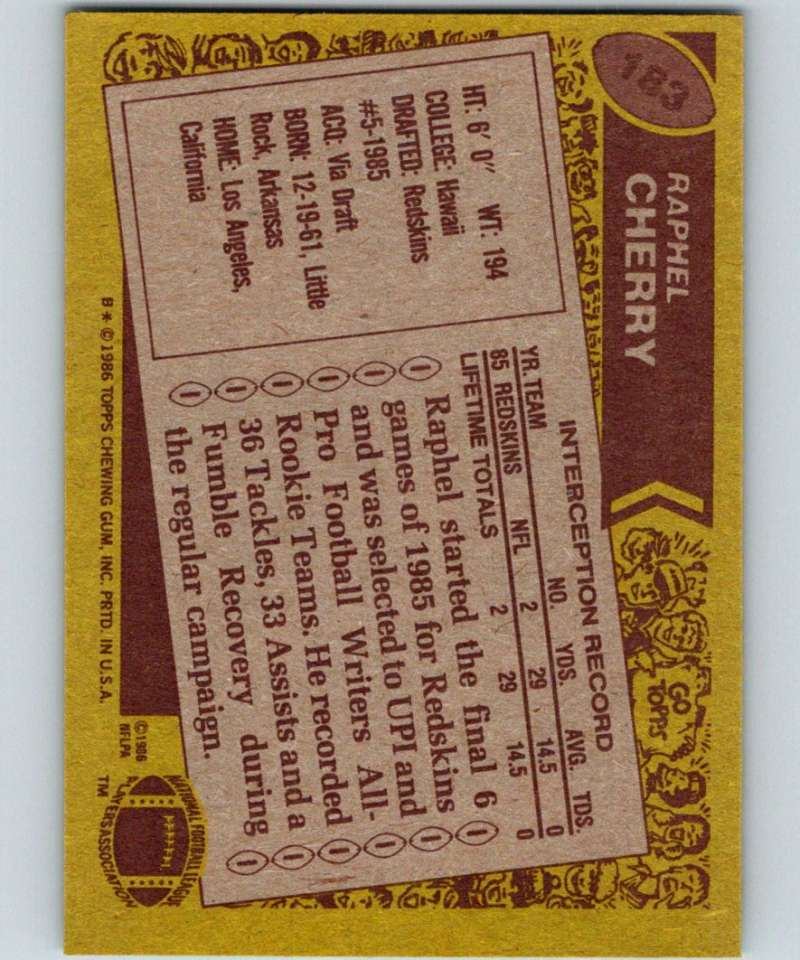 183
RAPHEL
CHERRY
HT: 6' 0" WT: 194
COLLEGE: Hawaii
DRAFTED: Redskins
#5-1985
ACQ: Via Draft
BORN: 12-19-61, Little
Rock, Arkansas
HOME: Los Angeles,
California
INTERCEPTION RECORD
YR. TEAM NFL NO. YDS. AVG. TDS.
85 REDSKINS 2 29 14.5 0
LIFETIME TOTALS 2 29 14.5 0
Raphel started the final 6
games of 1985 for Redskins
and was selected to UPI and
Pro Football Writers All-
Rookie Teams. He recorded
36 Tackles, 33 Assists and a
Fumble Recovery during
the regular campaign.
GO
TOPPS
B * ©1986 TOPPS CHEWING GUM, INC. PRTD. IN U.S.A.
©1986
NFLPA
NATIONAL FOOTBALL LEAGUE
PLAYERS ASSOCIATION
TM